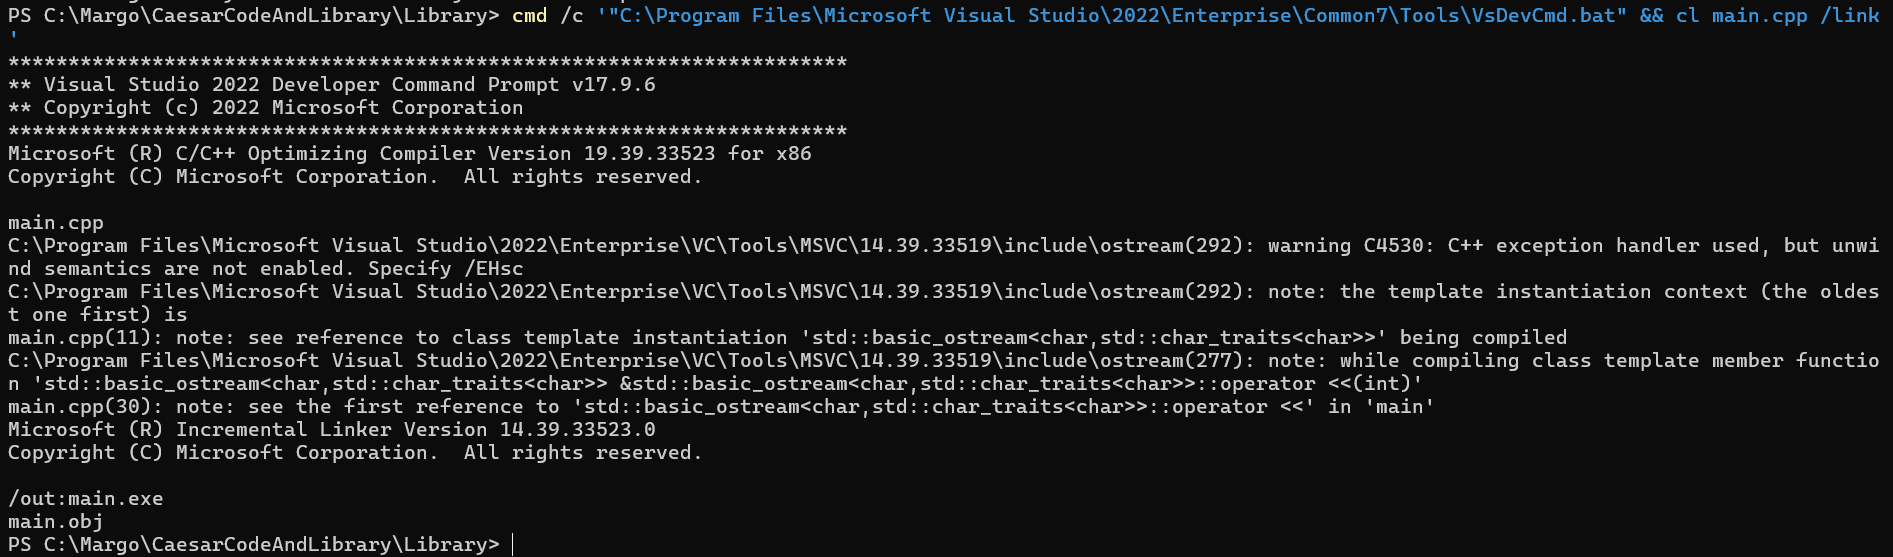 PS C:\Margo\CaesarCodeAndLibrary\Library> cmd /c '"C:\Program Files\Microsoft Visual Studio\2022\Enterprise\Common7\Tools\VsDevCmd.bat" && cl main.cpp /link
'
**********************************************************************
** Visual Studio 2022 Developer Command Prompt v17.9.6
** Copyright (c) 2022 Microsoft Corporation
**********************************************************************
Microsoft (R) C/C++ Optimizing Compiler Version 19.39.33523 for x86
Copyright (C) Microsoft Corporation.  All rights reserved.

main.cpp
C:\Program Files\Microsoft Visual Studio\2022\Enterprise\VC\Tools\MSVC\14.39.33519\include\ostream(292): warning C4530: C++ exception handler used, but unwi
nd semantics are not enabled. Specify /EHsc
C:\Program Files\Microsoft Visual Studio\2022\Enterprise\VC\Tools\MSVC\14.39.33519\include\ostream(292): note: the template instantiation context (the oldes
t one first) is
main.cpp(11): note: see reference to class template instantiation 'std::basic_ostream<char,std::char_traits<char>>' being compiled
C:\Program Files\Microsoft Visual Studio\2022\Enterprise\VC\Tools\MSVC\14.39.33519\include\ostream(277): note: while compiling class template member functio
n 'std::basic_ostream<char,std::char_traits<char>> &std::basic_ostream<char,std::char_traits<char>>::operator <<(int)'
main.cpp(30): note: see the first reference to 'std::basic_ostream<char,std::char_traits<char>>::operator <<' in 'main'
Microsoft (R) Incremental Linker Version 14.39.33523.0
Copyright (C) Microsoft Corporation.  All rights reserved.

/out:main.exe
main.obj
PS C:\Margo\CaesarCodeAndLibrary\Library>